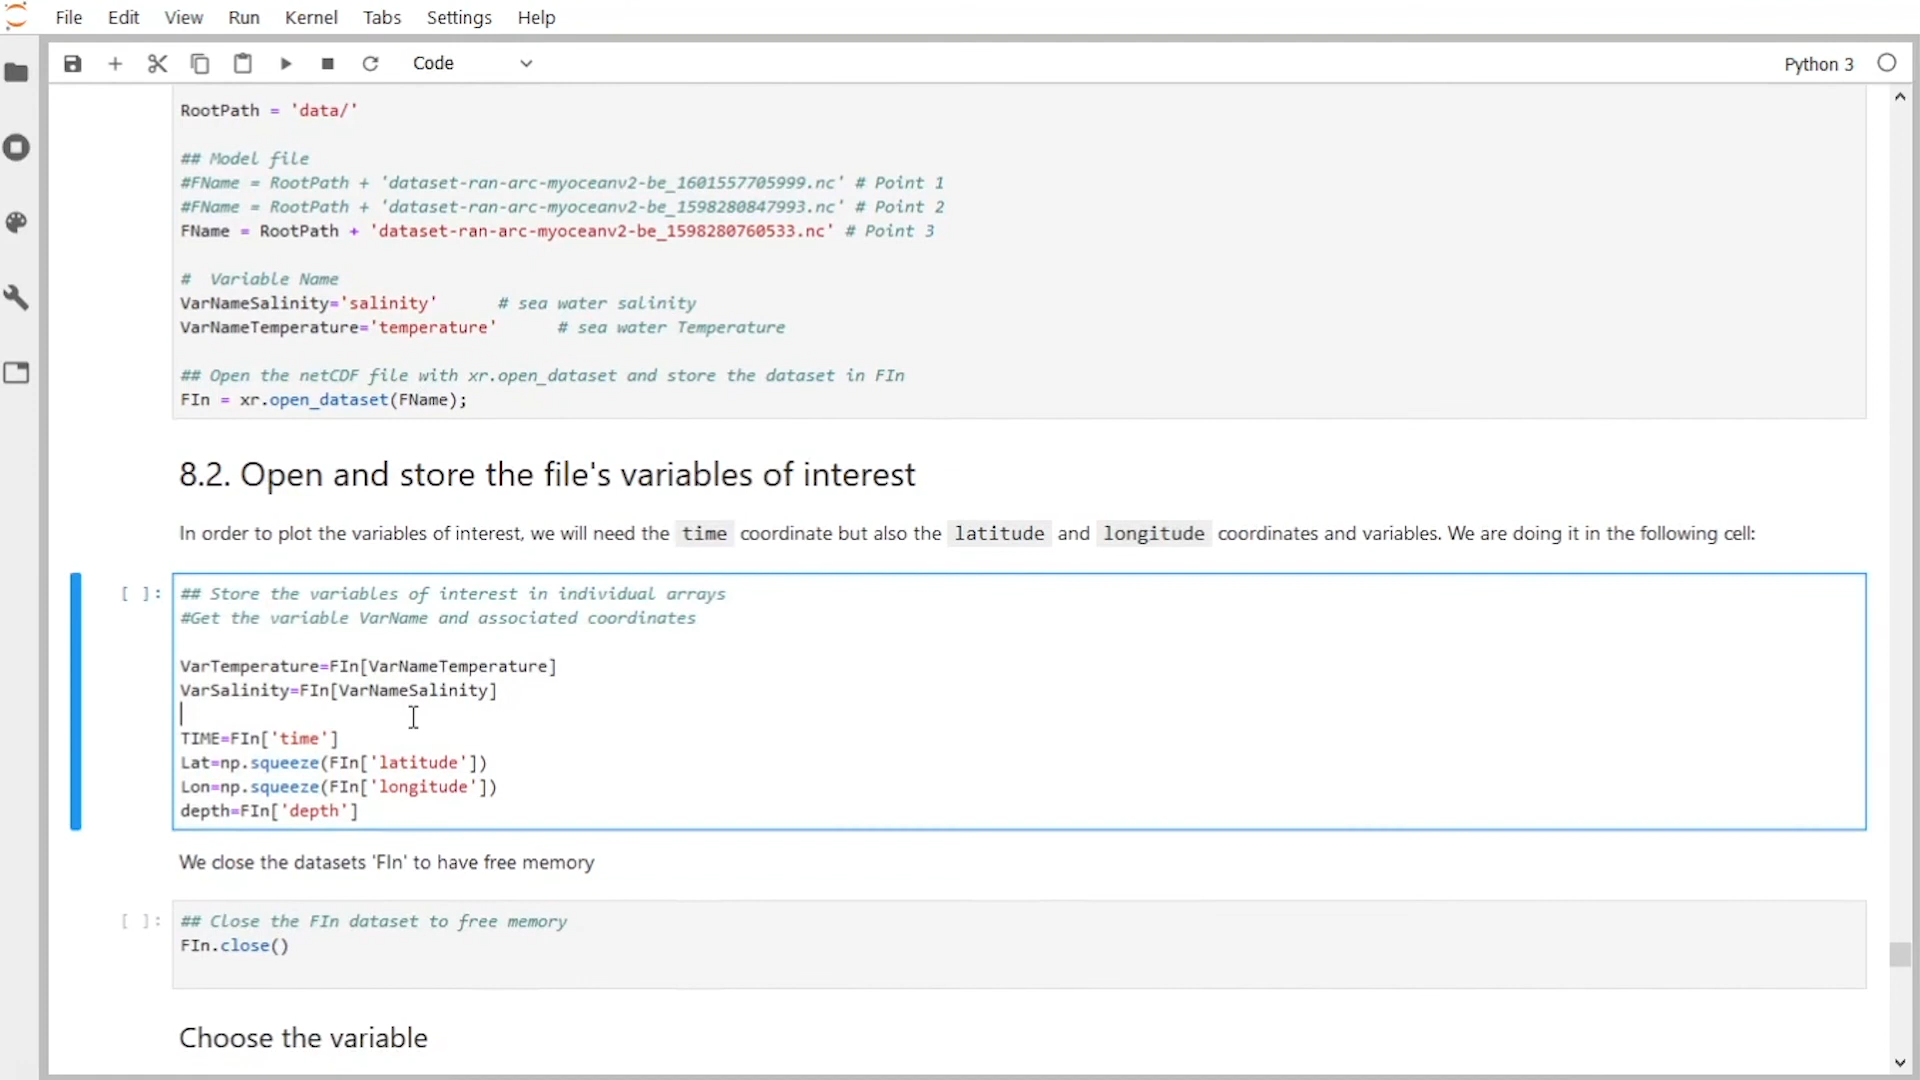 File Edit View Run Kernel Tabs Settings Help
Code
Python 3
RootPath = 'data/'
## Model file
#FName = RootPath + 'dataset-ran-arc-myoceanv2-be_1601557705999.nc' # Point 1
#FName = RootPath + 'dataset-ran-arc-myoceanv2-be_1598280847993.nc' # Point 2
FName = RootPath + 'dataset-ran-arc-myoceanv2-be_1598280760533.nc' # Point 3
#  Variable Name
VarNameSalinity='salinity'      # sea water salinity
VarNameTemperature='temperature'      # sea water Temperature
## Open the netCDF file with xr.open_dataset and store the dataset in FIn
FIn = xr.open_dataset(FName);
8.2. Open and store the file's variables of interest
In order to plot the variables of interest, we will need the time coordinate but also the latitude and longitude coordinates and variables. We are doing it in the following cell:
[ ]: ## Store the variables of interest in individual arrays
#Get the variable VarName and associated coordinates
VarTemperature=FIn[VarNameTemperature]
VarSalinity=FIn[VarNameSalinity]
TIME=FIn['time']
Lat=np.squeeze(FIn['latitude'])
Lon=np.squeeze(FIn['longitude'])
depth=FIn['depth']
We close the datasets 'FIn' to have free memory
[ ]: ## Close the FIn dataset to free memory
FIn.close()
Choose the variable